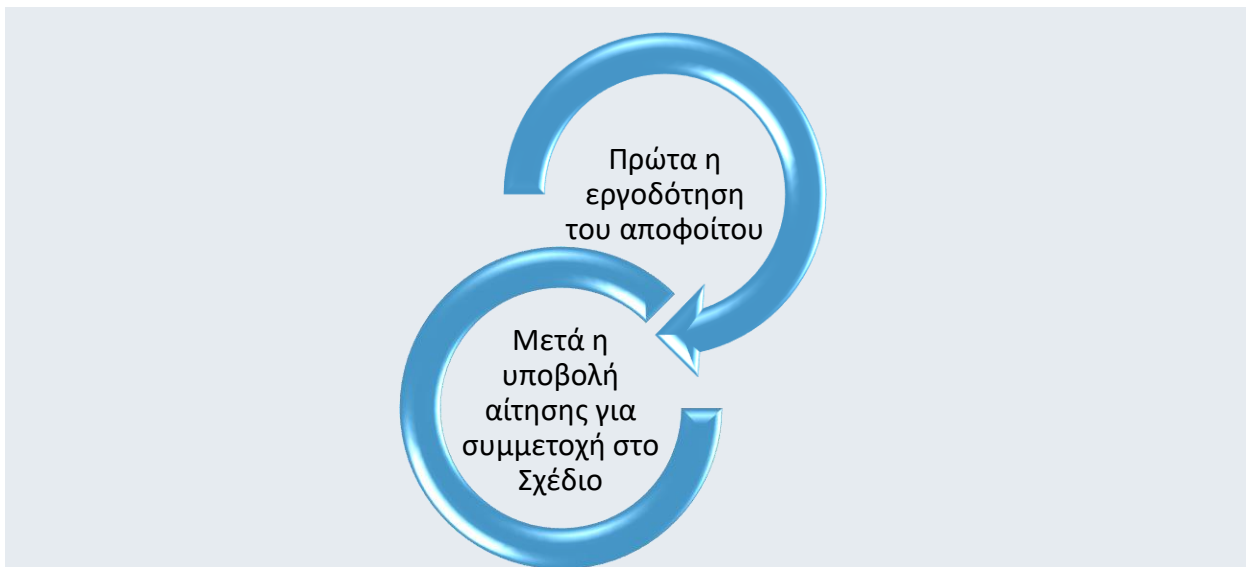 Πρώτα η
εργοδότηση
του αποφοίτου
Μετά η
υποβολή
αίτησης για
συμμετοχή στο
Σχέδιο